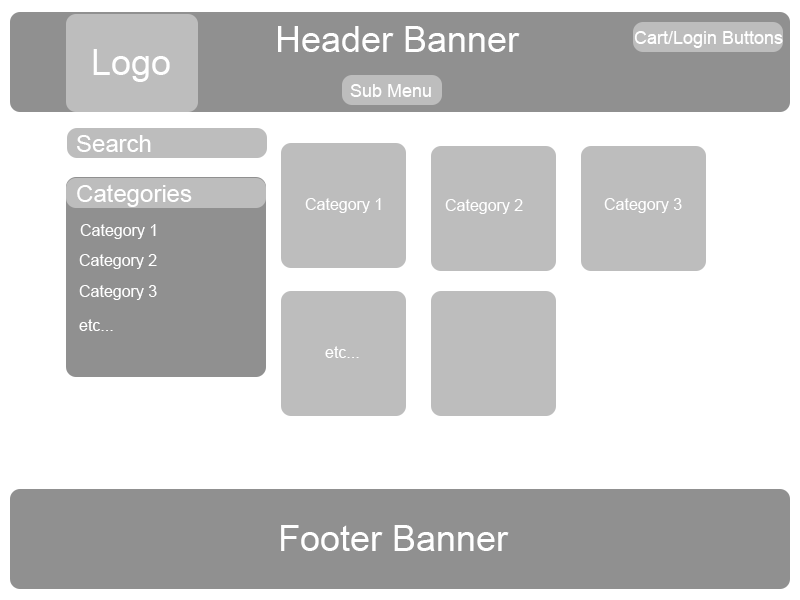 Logo
Header Banner
Cart/Login Buttons
Sub Menu
Search
Categories
Category 1
Category 2
Category 3
etc...
Category 1
Category 2
Category 3
etc...
Footer Banner